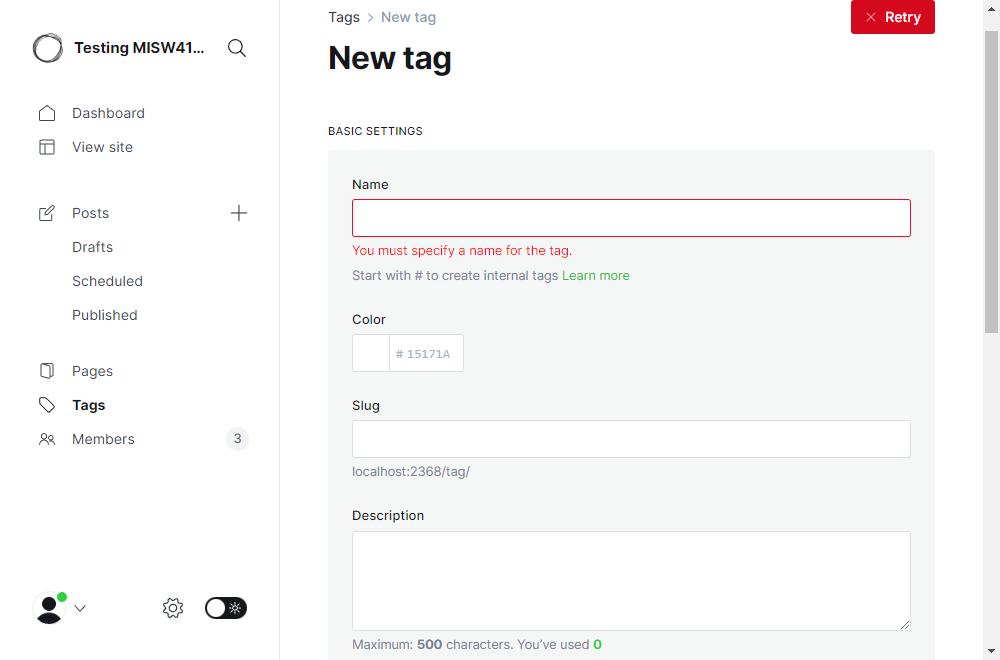 Testing MISW41...
Dashboard
View site
Posts
Drafts
Scheduled
Published
Pages
Tags
Members 3
Tags > New tag
Retry
New tag
BASIC SETTINGS
Name
You must specify a name for the tag.
Start with # to create internal tags Learn more
Color
# 15171A
Slug
localhost:2368/tag/
Description
Maximum: 500 characters. You've used 0